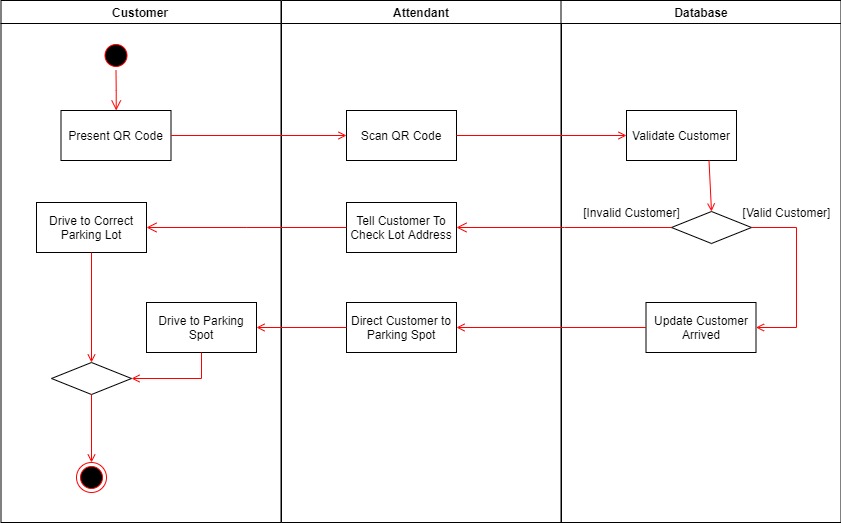 Customer
Attendant
Database
Present QR Code
Scan QR Code
Validate Customer
[Invalid Customer]
[Valid Customer]
Drive to Correct
Parking Lot
Tell Customer To
Check Lot Address
Drive to Parking
Spot
Direct Customer to
Parking Spot
Update Customer
Arrived